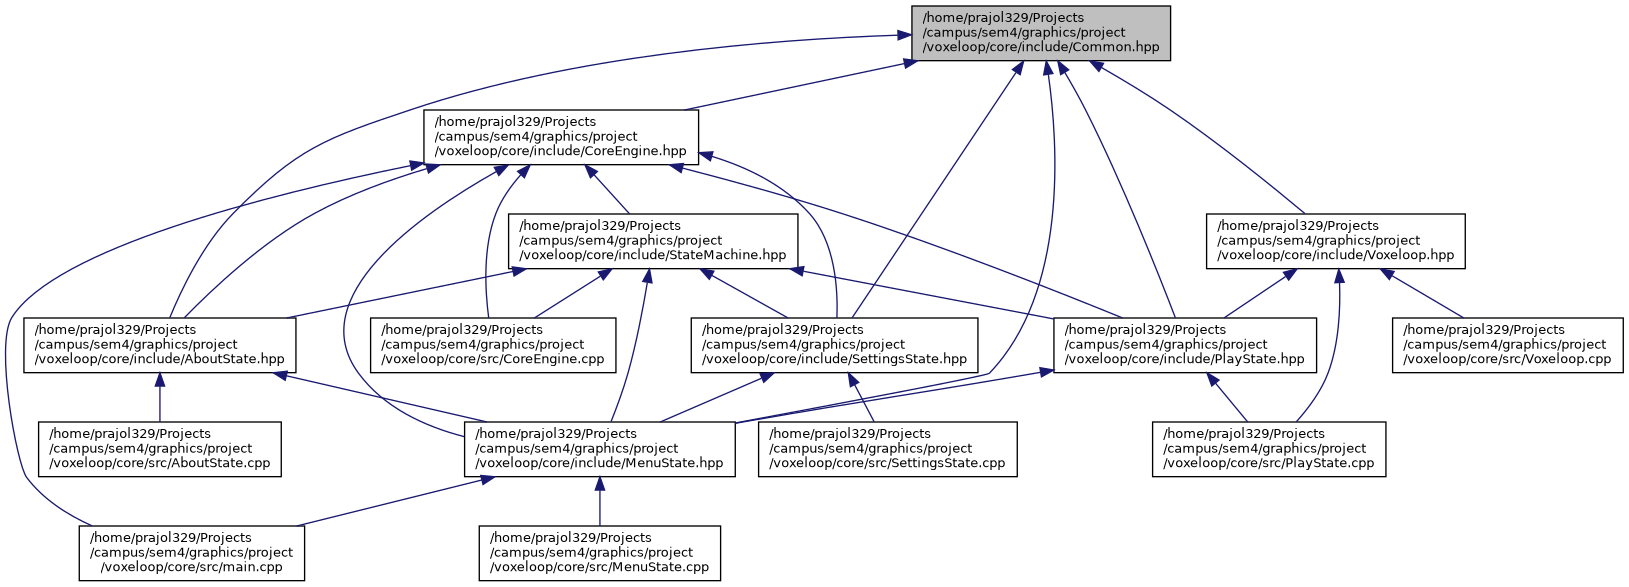 /home/prajol329/Projects
/campus/sem4/graphics/project
/voxeloop/core/include/Common.hpp
/home/prajol329/Projects
/campus/sem4/graphics/project
/voxeloop/core/include/CoreEngine.hpp
/home/prajol329/Projects
/campus/sem4/graphics/project
/voxeloop/core/include/StateMachine.hpp
/home/prajol329/Projects
/campus/sem4/graphics/project
/voxeloop/core/include/Voxeloop.hpp
/home/prajol329/Projects
/campus/sem4/graphics/project
/voxeloop/core/include/AboutState.hpp
/home/prajol329/Projects
/campus/sem4/graphics/project
/voxeloop/core/src/CoreEngine.cpp
/home/prajol329/Projects
/campus/sem4/graphics/project
/voxeloop/core/include/SettingsState.hpp
/home/prajol329/Projects
/campus/sem4/graphics/project
/voxeloop/core/include/PlayState.hpp
/home/prajol329/Projects
/campus/sem4/graphics/project
/voxeloop/core/src/Voxeloop.cpp
/home/prajol329/Projects
/campus/sem4/graphics/project
/voxeloop/core/src/AboutState.cpp
/home/prajol329/Projects
/campus/sem4/graphics/project
/voxeloop/core/include/MenuState.hpp
/home/prajol329/Projects
/campus/sem4/graphics/project
/voxeloop/core/src/SettingsState.cpp
/home/prajol329/Projects
/campus/sem4/graphics/project
/voxeloop/core/src/PlayState.cpp
/home/prajol329/Projects
/campus/sem4/graphics/project
/voxeloop/core/src/main.cpp
/home/prajol329/Projects
/campus/sem4/graphics/project
/voxeloop/core/src/MenuState.cpp